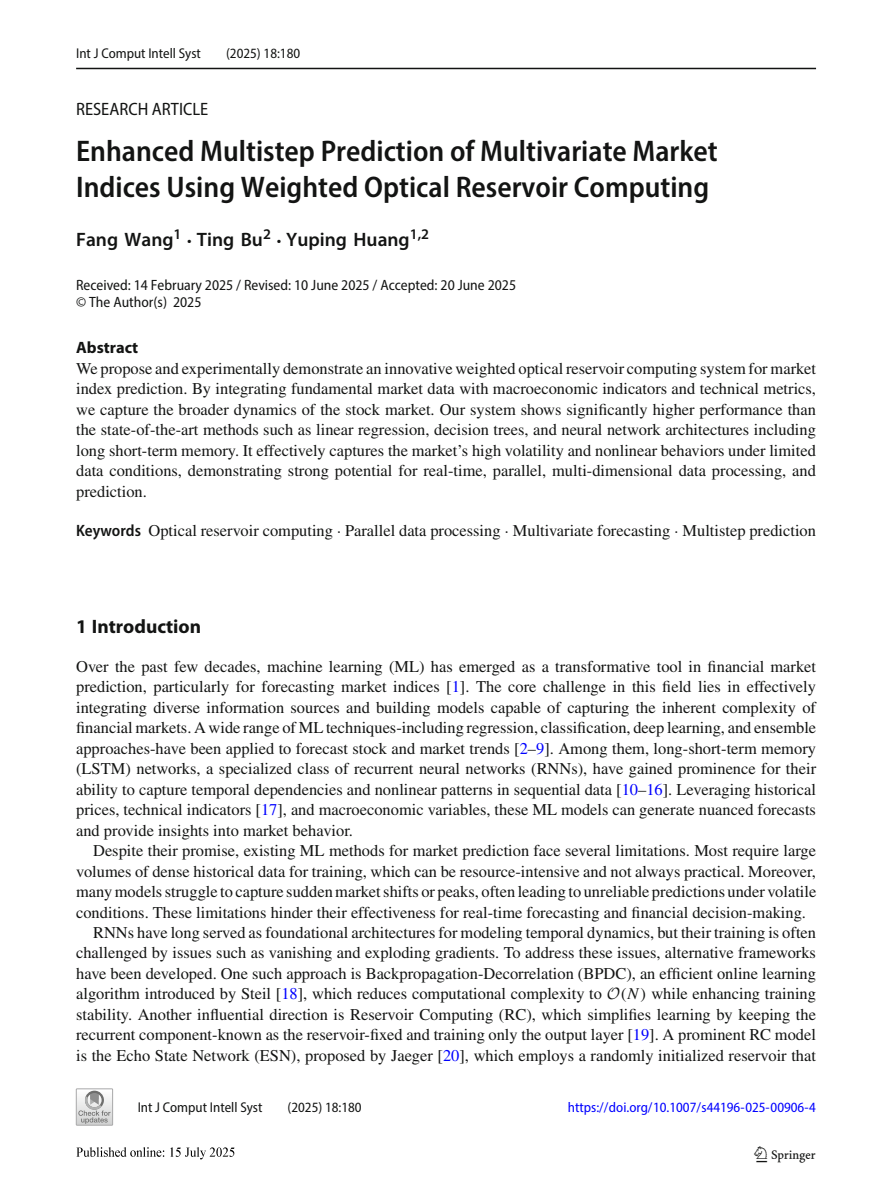 Int J Comput Intell Syst (2025) 18:180
RESEARCH ARTICLE
Enhanced Multistep Prediction of Multivariate Market
Indices Using Weighted Optical Reservoir Computing
Fang Wang1 · Ting Bu2 · Yuping Huang1,2
Received: 14 February 2025 / Revised: 10 June 2025 / Accepted: 20 June 2025
© The Author(s) 2025
Abstract
We propose and experimentally demonstrate an innovative weighted optical reservoir computing system for market
index prediction. By integrating fundamental market data with macroeconomic indicators and technical metrics,
we capture the broader dynamics of the stock market. Our system shows significantly higher performance than
the state-of-the-art methods such as linear regression, decision trees, and neural network architectures including
long short-term memory. It effectively captures the market's high volatility and nonlinear behaviors under limited
data conditions, demonstrating strong potential for real-time, parallel, multi-dimensional data processing, and
prediction.
Keywords Optical reservoir computing · Parallel data processing · Multivariate forecasting · Multistep prediction
1 Introduction
Over the past few decades, machine learning (ML) has emerged as a transformative tool in financial market
prediction, particularly for forecasting market indices [1]. The core challenge in this field lies in effectively
integrating diverse information sources and building models capable of capturing the inherent complexity of
financial markets. A wide range of ML techniques-including regression, classification, deep learning, and ensemble
approaches-have been applied to forecast stock and market trends [2–9]. Among them, long-short-term memory
(LSTM) networks, a specialized class of recurrent neural networks (RNNs), have gained prominence for their
ability to capture temporal dependencies and nonlinear patterns in sequential data [10–16]. Leveraging historical
prices, technical indicators [17], and macroeconomic variables, these ML models can generate nuanced forecasts
and provide insights into market behavior.
Despite their promise, existing ML methods for market prediction face several limitations. Most require large
volumes of dense historical data for training, which can be resource-intensive and not always practical. Moreover,
many models struggle to capture sudden market shifts or peaks, often leading to unreliable predictions under volatile
conditions. These limitations hinder their effectiveness for real-time forecasting and financial decision-making.
RNNs have long served as foundational architectures for modeling temporal dynamics, but their training is often
challenged by issues such as vanishing and exploding gradients. To address these issues, alternative frameworks
have been developed. One such approach is Backpropagation-Decorrelation (BPDC), an efficient online learning
algorithm introduced by Steil [18], which reduces computational complexity to O(N) while enhancing training
stability. Another influential direction is Reservoir Computing (RC), which simplifies learning by keeping the
recurrent component-known as the reservoir-fixed and training only the output layer [19]. A prominent RC model
is the Echo State Network (ESN), proposed by Jaeger [20], which employs a randomly initialized reservoir that
Check for
updates
Int J Comput Intell Syst (2025) 18:180 https://doi.org/10.1007/s44196-025-00906-4
Published online: 15 July 2025
Springer